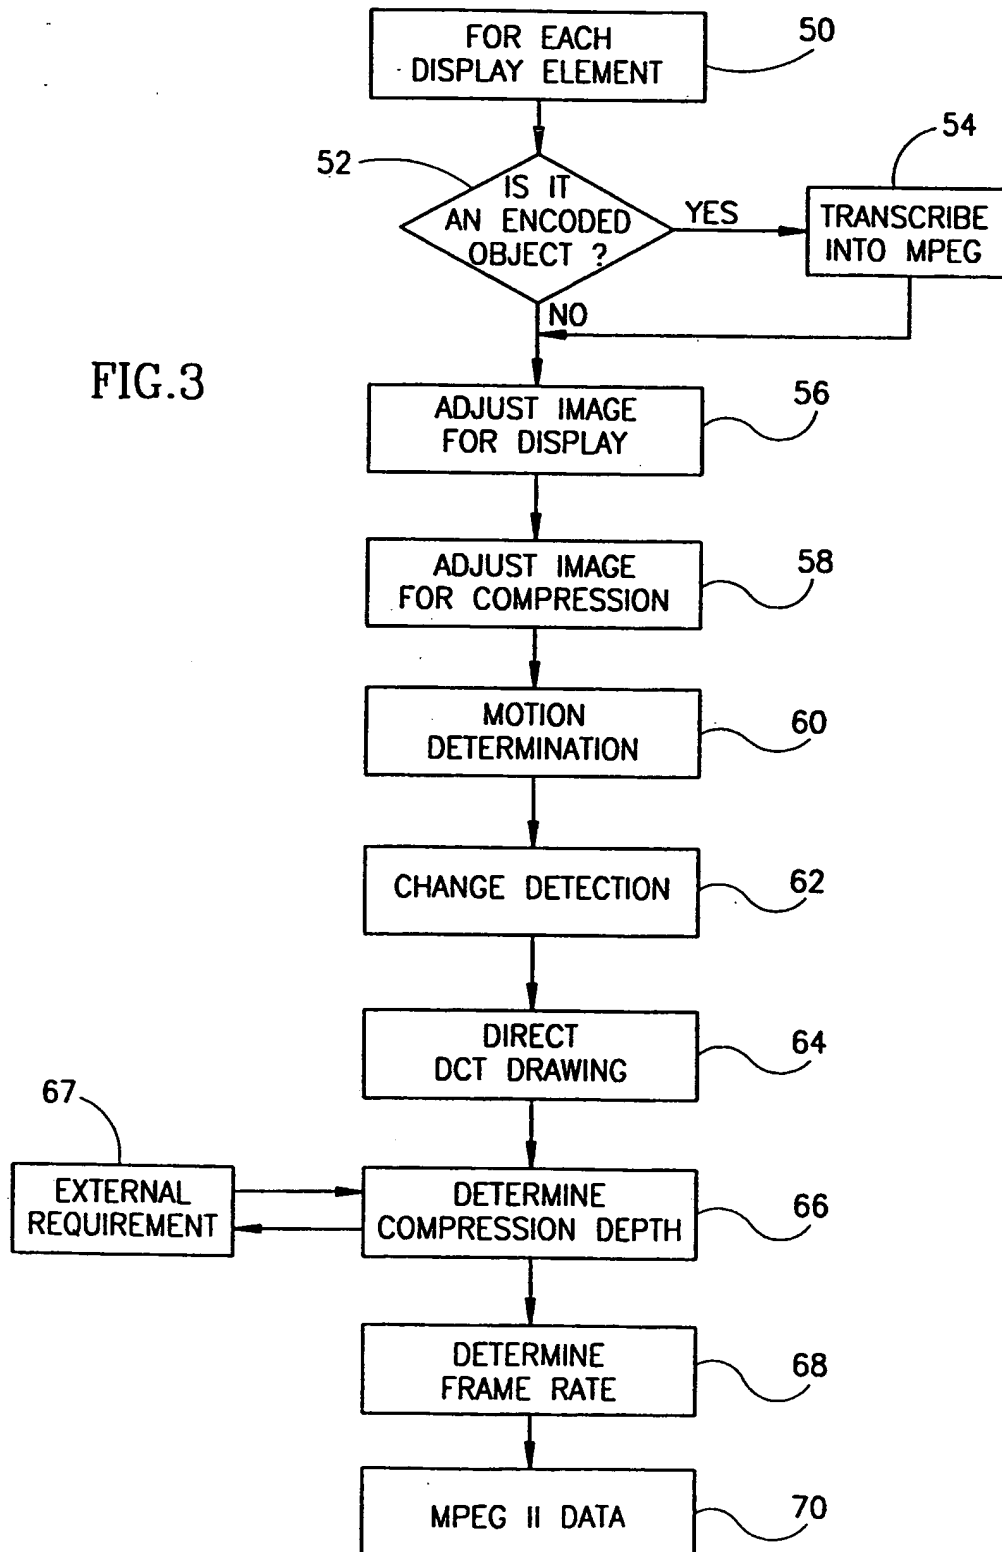 FOR EACH
DISPLAY ELEMENT
50
52
IS IT
AN ENCODED
OBJECT ?
YES
54
TRANSCRIBE
INTO MPEG
NO
FIG.3
ADJUST IMAGE
FOR DISPLAY
56
ADJUST IMAGE
FOR COMPRESSION
58
MOTION
DETERMINATION
60
CHANGE DETECTION
62
DIRECT
DCT DRAWING
64
67
EXTERNAL
REQUIREMENT
DETERMINE
COMPRESSION DEPTH
66
DETERMINE
FRAME RATE
68
MPEG II DATA
70